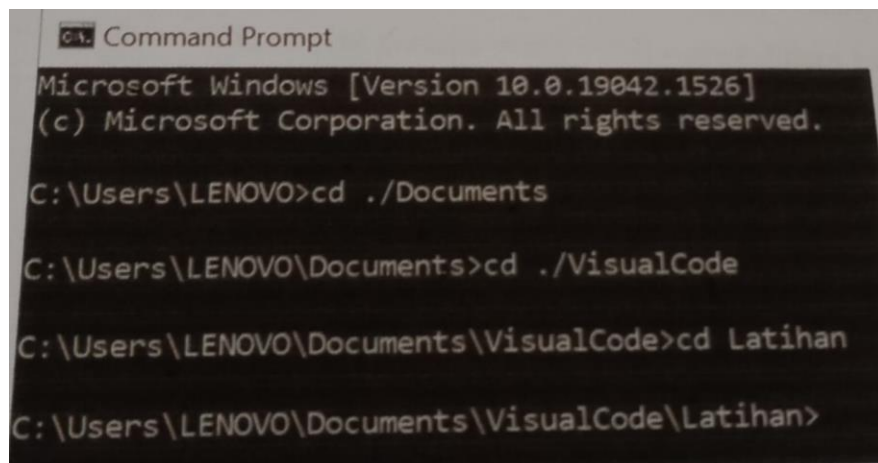 Command Prompt
Microsoft Windows [Version 10.0.19042.1526]
(c) Microsoft Corporation. All rights reserved.
C:\Users\LENOVO>cd ./Documents
C:\Users\LENOVO\Documents>cd ./VisualCode
C:\Users\LENOVO\Documents\VisualCode>cd Latihan
C:\Users\LENOVO\Documents\VisualCode\Latihan>